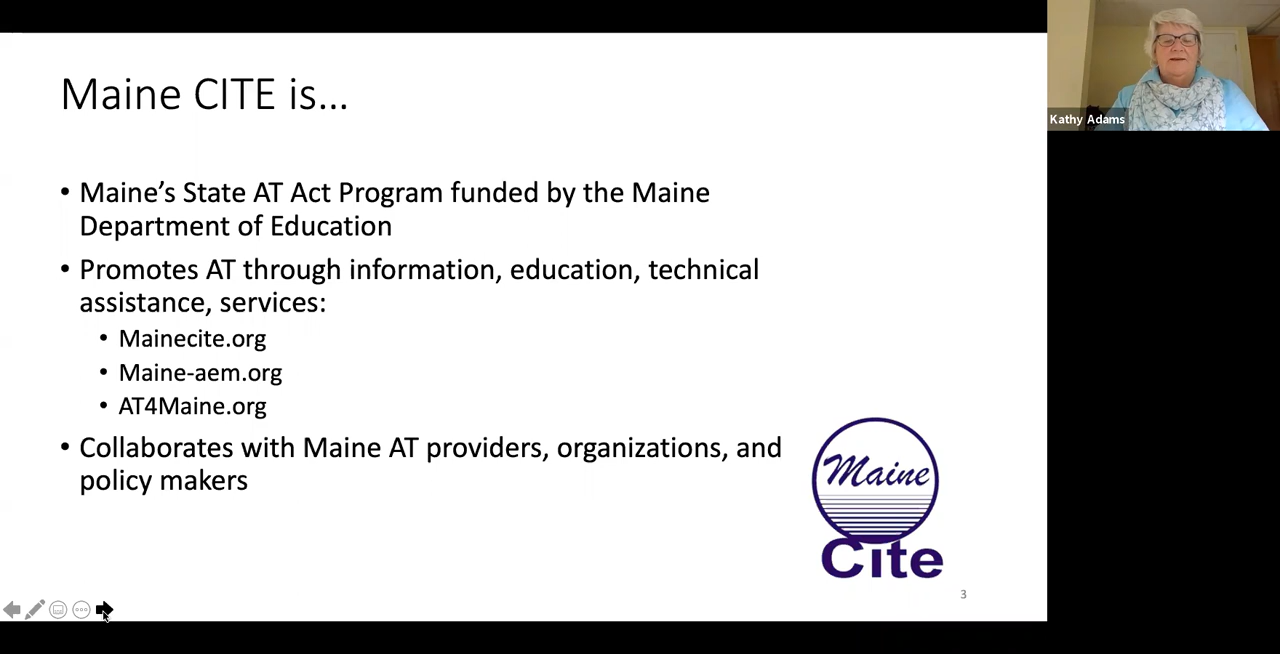 Maine CITE is...
• Maine's State AT Act Program funded by the Maine
Department of Education
• Promotes AT through information, education, technical
assistance, services:
• Mainecite.org
• Maine-aem.org
• AT4Maine.org
• Collaborates with Maine AT providers, organizations, and
policy makers
Maine
Cite
3
Kathy Adams